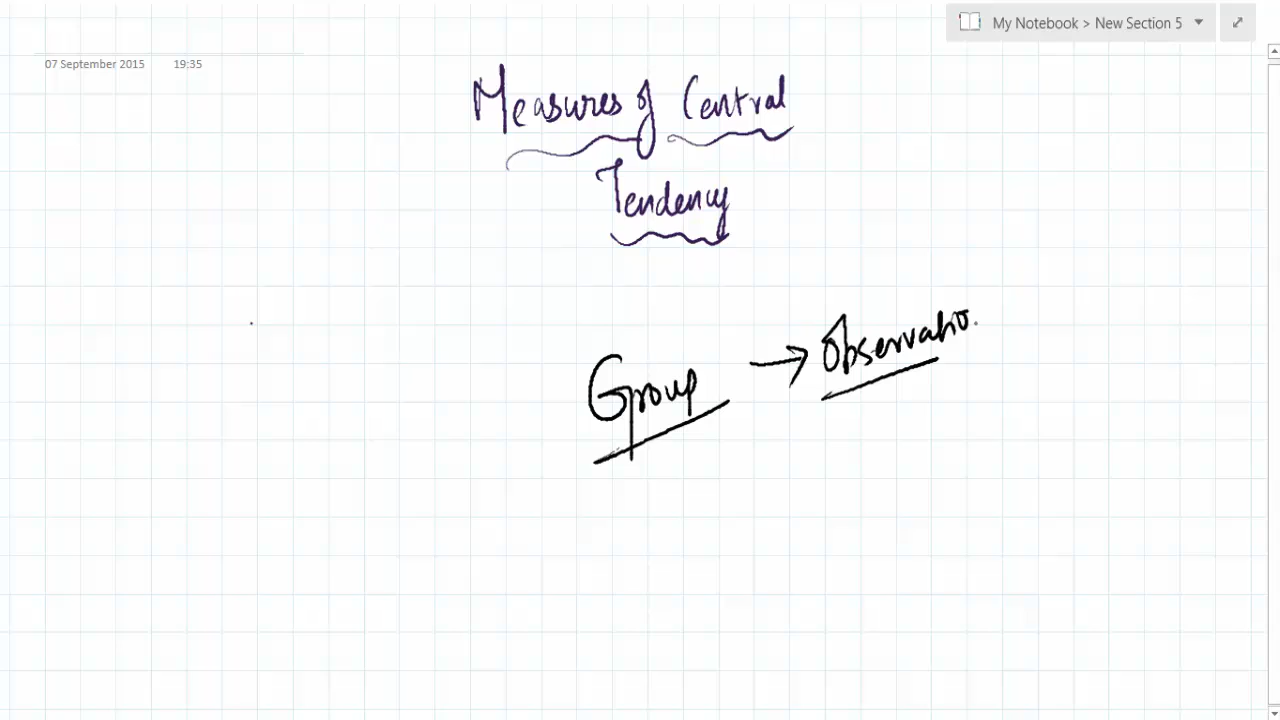 My Notebook > New Section 5
07 September 2015 19:35
Measures of Central
Tendency
Group → Observatio